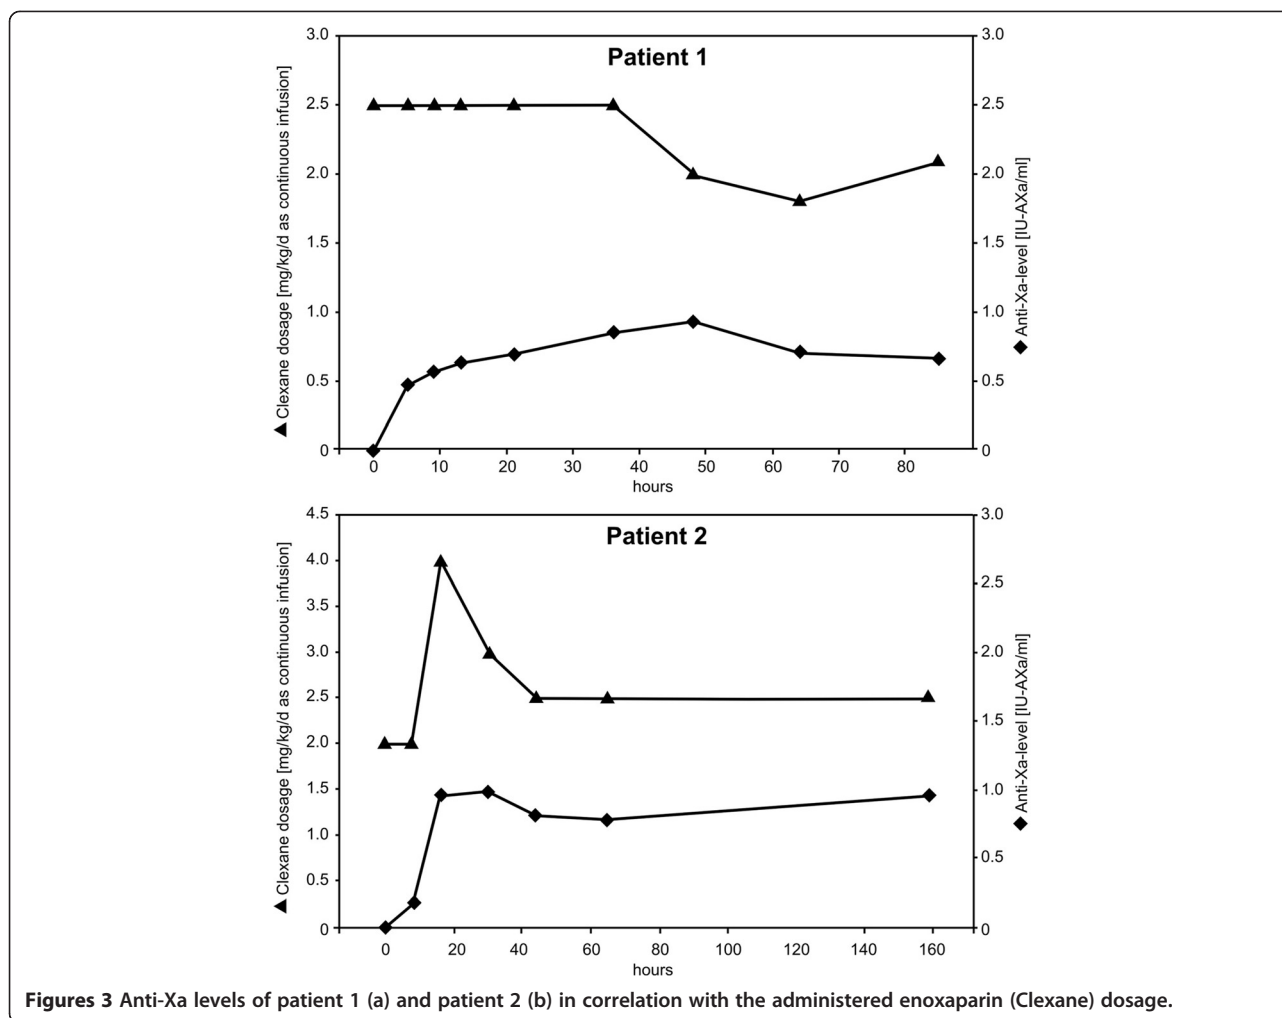 Patient 1
▲ Clexane dosage [mg/kg/d as continuous infusion]
3.0
2.5
2.0
1.5
1.0
0.5
0
3.0
2.5
2.0
1.5
1.0
0.5
0
◆ Anti-Xa-level [IU-AXa/ml]
0 10 20 30 40 50 60 70 80
hours
Patient 2
▲ Clexane dosage [mg/kg/d as continuous infusion]
4.5
4.0
3.5
3.0
2.5
2.0
1.5
1.0
0.5
0
3.0
2.5
2.0
1.5
1.0
0.5
0
◆ Anti-Xa-level [IU-AXa/ml]
0 20 40 60 80 100 120 140 160
hours
Figures 3 Anti-Xa levels of patient 1 (a) and patient 2 (b) in correlation with the administered enoxaparin (Clexane) dosage.